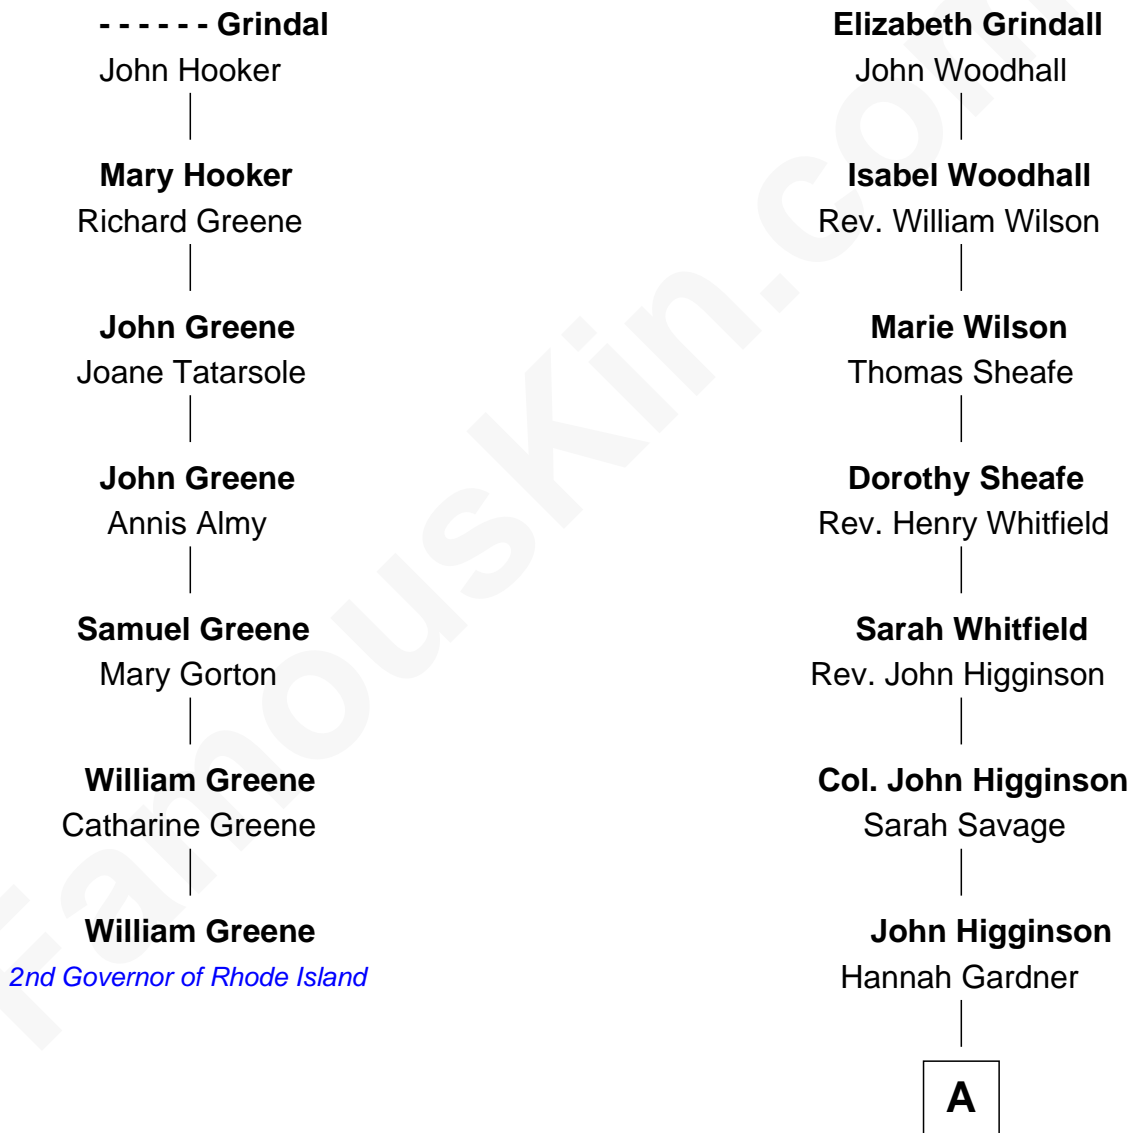 - - - - - - Grindal
John Hooker
Mary Hooker
Richard Greene
John Greene
Joane Tatarsole
John Greene
Annis Almy
Samuel Greene
Mary Gorton
William Greene
Catharine Greene
William Greene
2nd Governor of Rhode Island
Elizabeth Grindall
John Woodhall
Isabel Woodhall
Rev. William Wilson
Marie Wilson
Thomas Sheafe
Dorothy Sheafe
Rev. Henry Whitfield
Sarah Whitfield
Rev. John Higginson
Col. John Higginson
Sarah Savage
John Higginson
Hannah Gardner
A
FamousKin.com